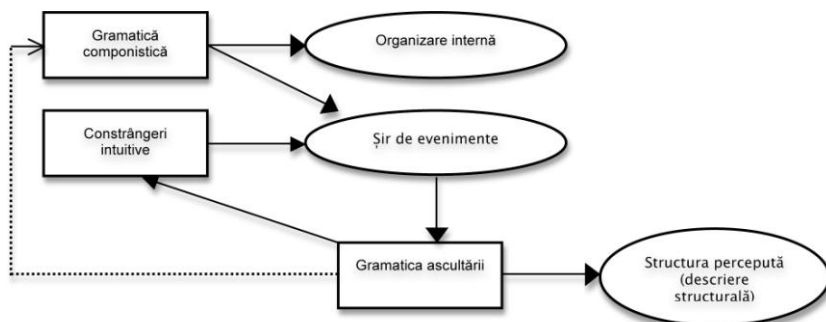 Gramatică
componistică
Organizare internă
Constrângeri
intuitive
Șir de evenimente
Gramatica ascultării
Structura percepută
(descriere
structurală)